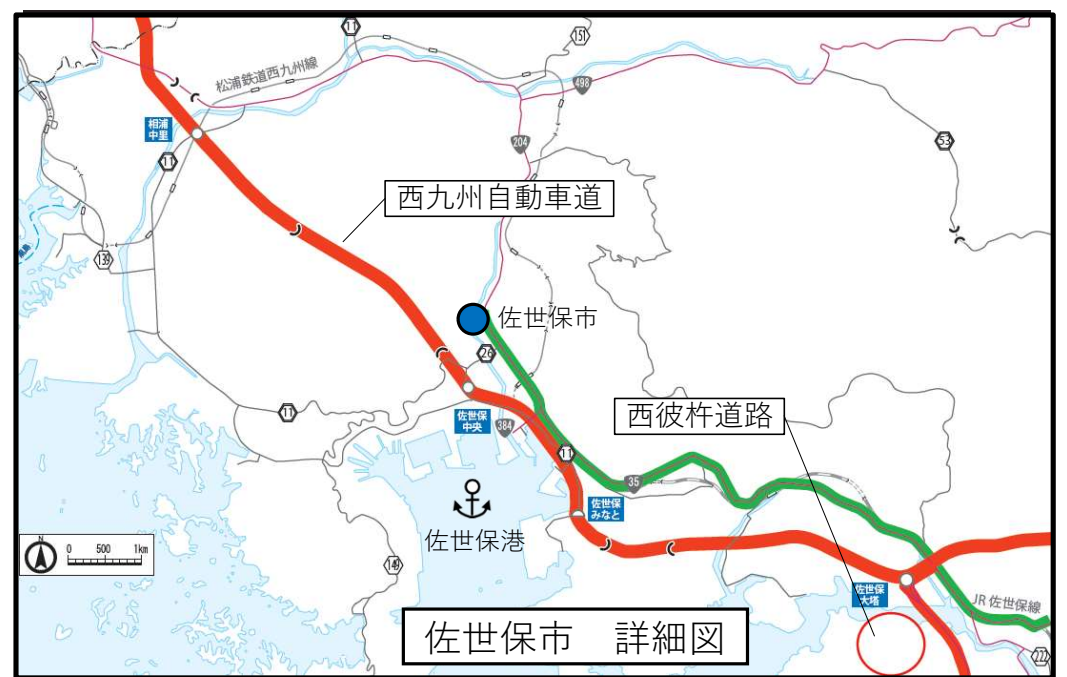 11
151
松浦鉄道西九州線
498
相浦
中里
204
53
11
西九州自動車道
139
佐世保市
26
西彼杵道路
11
佐世保
中央
384
11
35
佐世保
みなと
佐世保港
N
0 500 1km
149
佐世保
大塔
JR佐世保線
佐世保市 詳細図
222